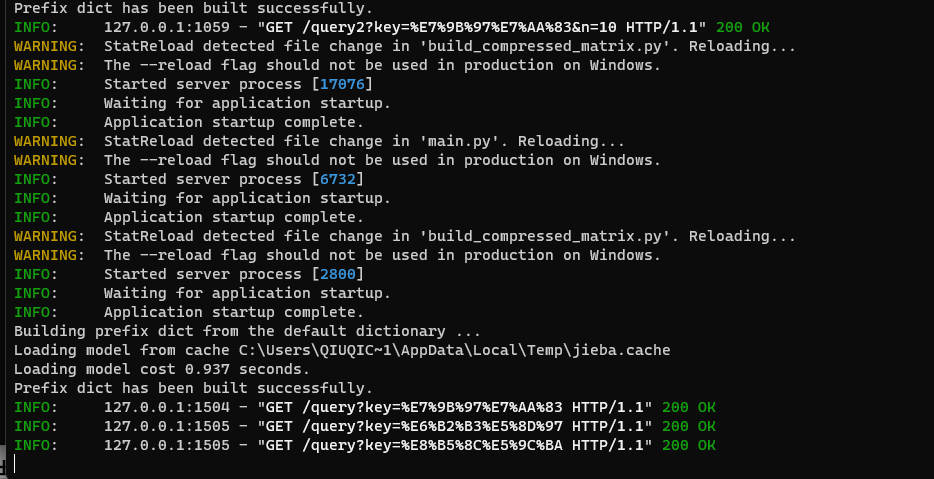 Prefix dict has been built successfully.
INFO:     127.0.0.1:1059 - "GET /query2?key=%E7%9B%97%E7%AA%83&n=10 HTTP/1.1" 200 OK
WARNING:  StatReload detected file change in 'build_compressed_matrix.py'. Reloading...
WARNING:  The --reload flag should not be used in production on Windows.
INFO:     Started server process [17076]
INFO:     Waiting for application startup.
INFO:     Application startup complete.
WARNING:  StatReload detected file change in 'main.py'. Reloading...
WARNING:  The --reload flag should not be used in production on Windows.
INFO:     Started server process [6732]
INFO:     Waiting for application startup.
INFO:     Application startup complete.
WARNING:  StatReload detected file change in 'build_compressed_matrix.py'. Reloading...
WARNING:  The --reload flag should not be used in production on Windows.
INFO:     Started server process [2800]
INFO:     Waiting for application startup.
INFO:     Application startup complete.
Building prefix dict from the default dictionary ...
Loading model from cache C:\Users\QIUQIC~1\AppData\Local\Temp\jieba.cache
Loading model cost 0.937 seconds.
Prefix dict has been built successfully.
INFO:     127.0.0.1:1504 - "GET /query?key=%E7%9B%97%E7%AA%83 HTTP/1.1" 200 OK
INFO:     127.0.0.1:1505 - "GET /query?key=%E6%B2%B3%E5%8D%97 HTTP/1.1" 200 OK
INFO:     127.0.0.1:1505 - "GET /query?key=%E8%B5%8C%E5%9C%BA HTTP/1.1" 200 OK